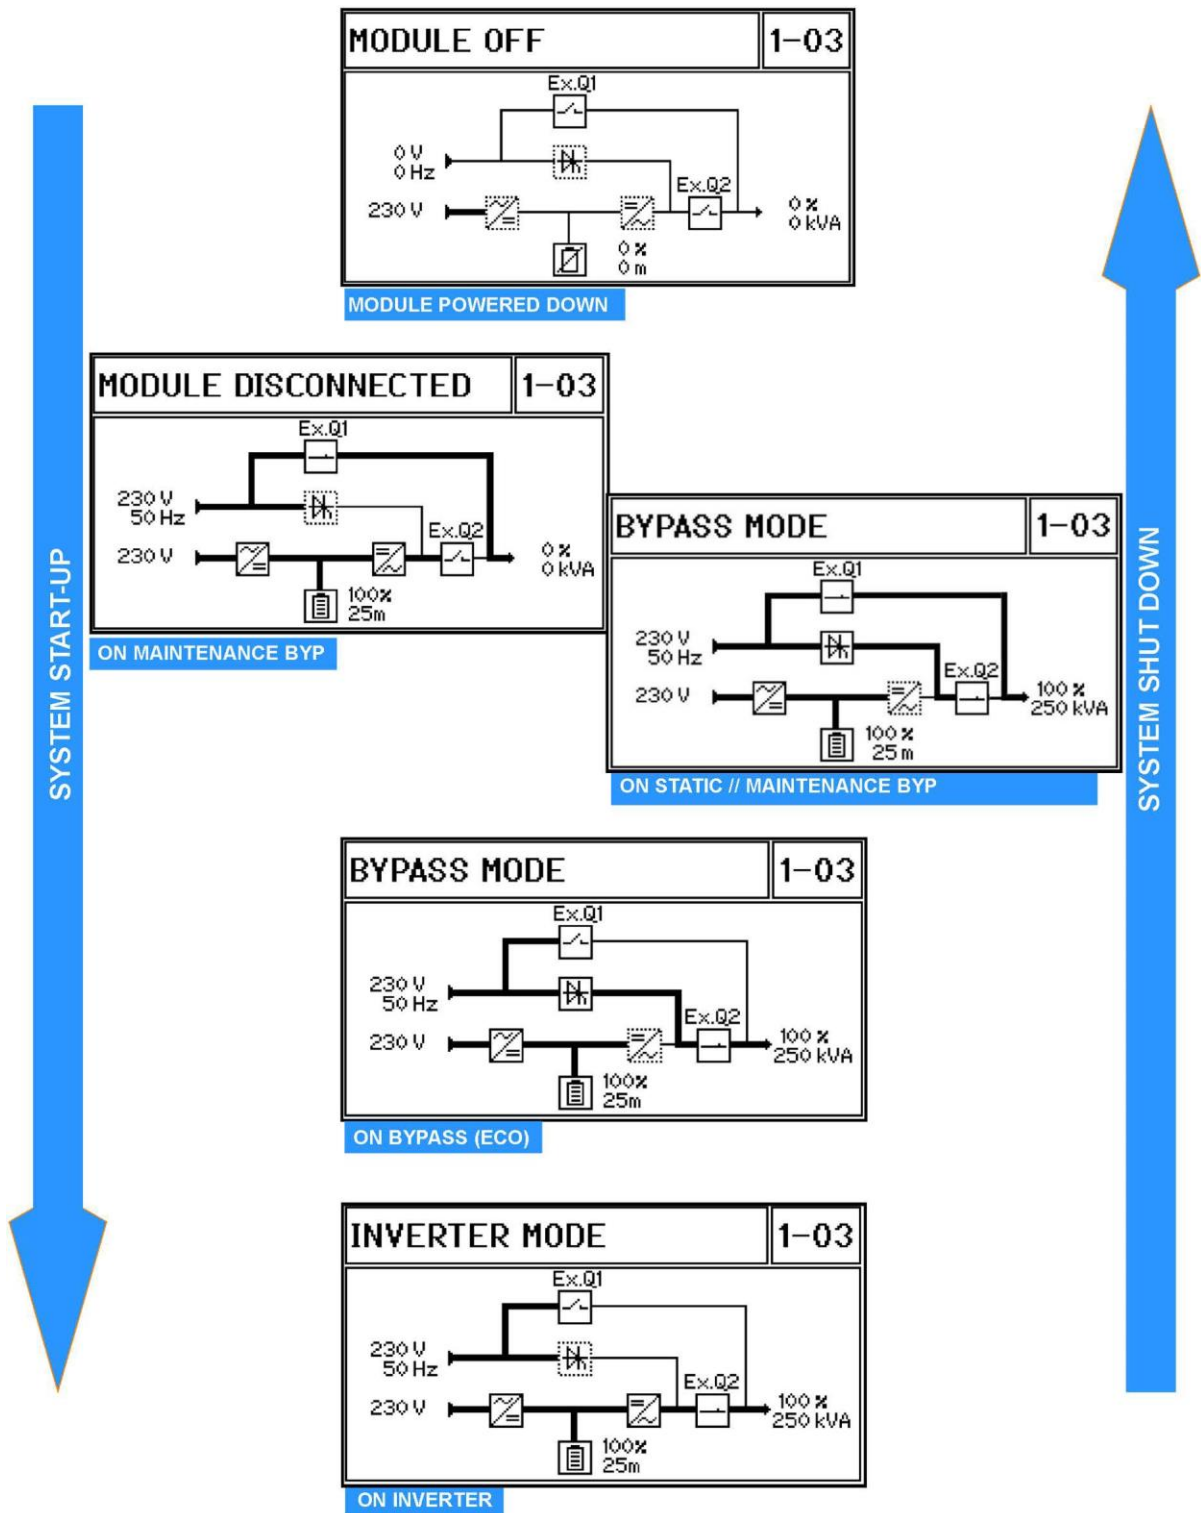 MODULE OFF
1-03
Ex.Q1
0 V
0 Hz
Ex.Q2
230 V
0 %
0 kVA
0 %
0 m
MODULE POWERED DOWN
SYSTEM START-UP
SYSTEM SHUT DOWN
MODULE DISCONNECTED
1-03
Ex.Q1
230 V
50 Hz
Ex.Q2
230 V
0 %
0 kVA
100%
25m
ON MAINTENANCE BYP
BYPASS MODE
1-03
Ex.Q1
230 V
50 Hz
Ex.Q2
230 V
100 %
250 kVA
100 %
25 m
ON STATIC // MAINTENANCE BYP
BYPASS MODE
1-03
Ex.Q1
230 V
50 Hz
Ex.Q2
230 V
100 %
250 kVA
100%
25m
ON BYPASS (ECO)
INVERTER MODE
1-03
Ex.Q1
230 V
50 Hz
Ex.Q2
230 V
100 %
250 kVA
100%
25m
ON INVERTER